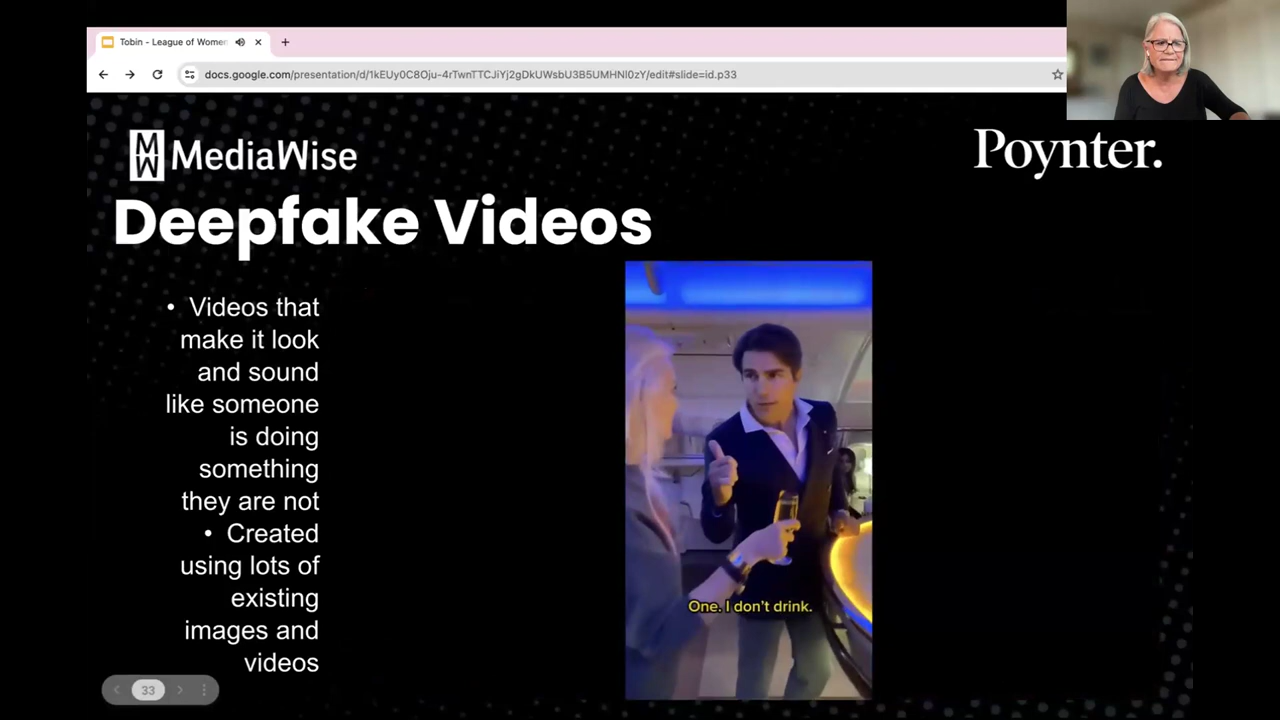 Tobin - League of Women
docs.google.com/presentation/d/1kEUy0C8Oju-4rTwnTTCJiYj2gDkUWsbU3B5UMHNl0zY/edit#slide=id.p33
MW MediaWise
Poynter.
Deepfake Videos
• Videos that
make it look
and sound
like someone
is doing
something
they are not
• Created
using lots of
existing
images and
videos
One. I don't drink.
33